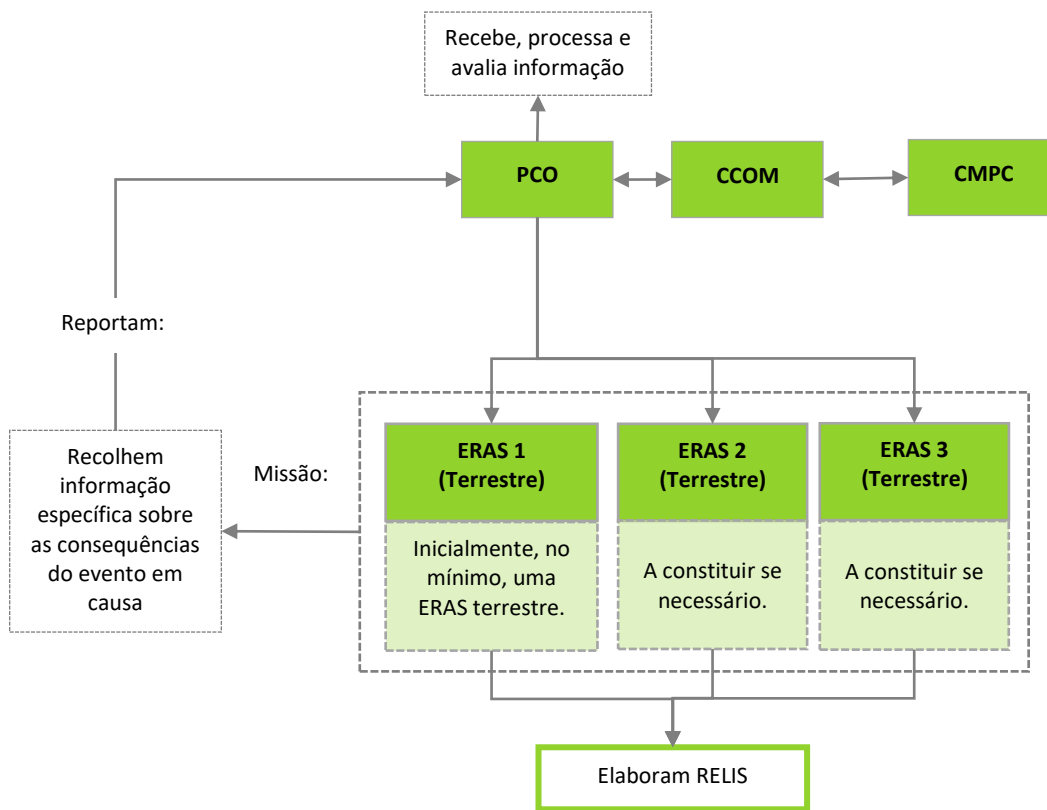 Recebe, processa e
avalia informação
PCO
CCOM
CMPC
Reportam:
Recolhem
informação
específica sobre
as consequências
do evento em
causa
Missão:
ERAS 1
(Terrestre)
Inicialmente, no
mínimo, uma
ERAS terrestre.
ERAS 2
(Terrestre)
A constituir se
necessário.
ERAS 3
(Terrestre)
A constituir se
necessário.
Elaboram RELIS